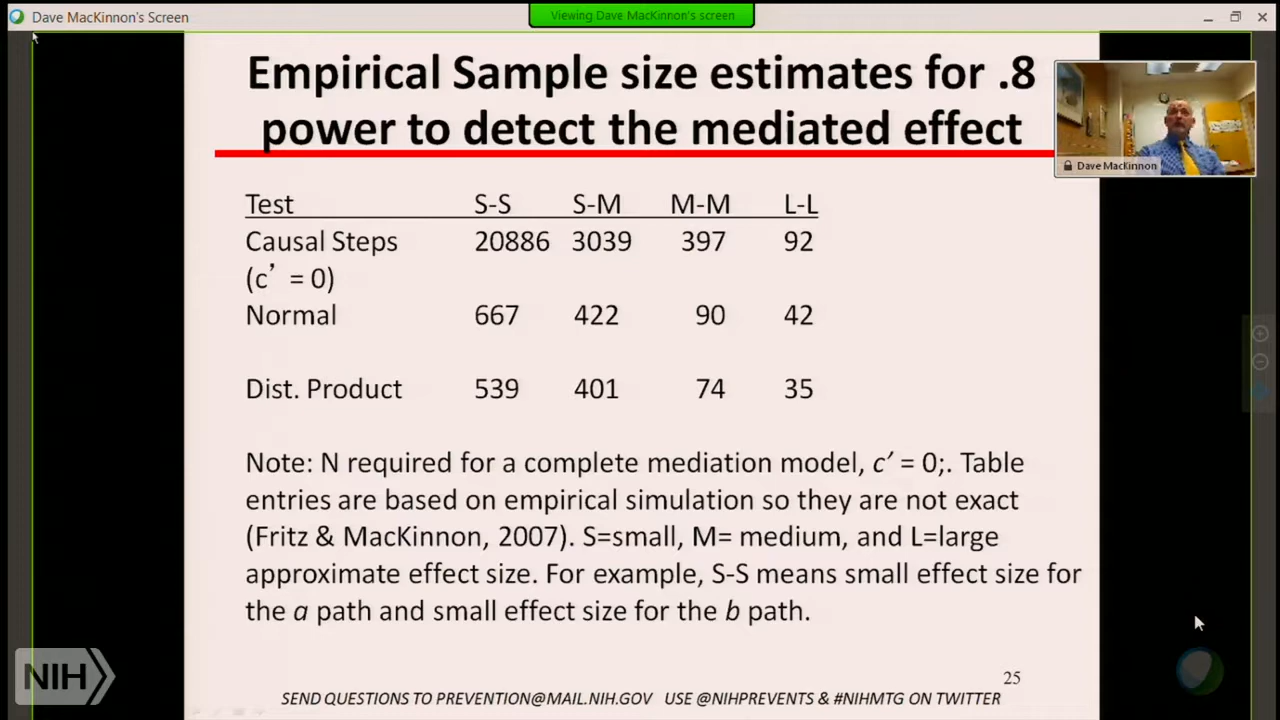 Dave MacKinnon's Screen
Viewing Dave MacKinnon's screen
Empirical Sample size estimates for .8
power to detect the mediated effect
Dave MacKinnon
Test S-S S-M M-M L-L
Causal Steps 20886 3039 397 92
(c’ = 0)
Normal 667 422 90 42
Dist. Product 539 401 74 35
Note: N required for a complete mediation model, c′ = 0;. Table
entries are based on empirical simulation so they are not exact
(Fritz & MacKinnon, 2007). S=small, M= medium, and L=large
approximate effect size. For example, S-S means small effect size for
the a path and small effect size for the b path.
NIH
25
SEND QUESTIONS TO PREVENTION@MAIL.NIH.GOV USE @NIHPREVENTS & #NIHMTG ON TWITTER